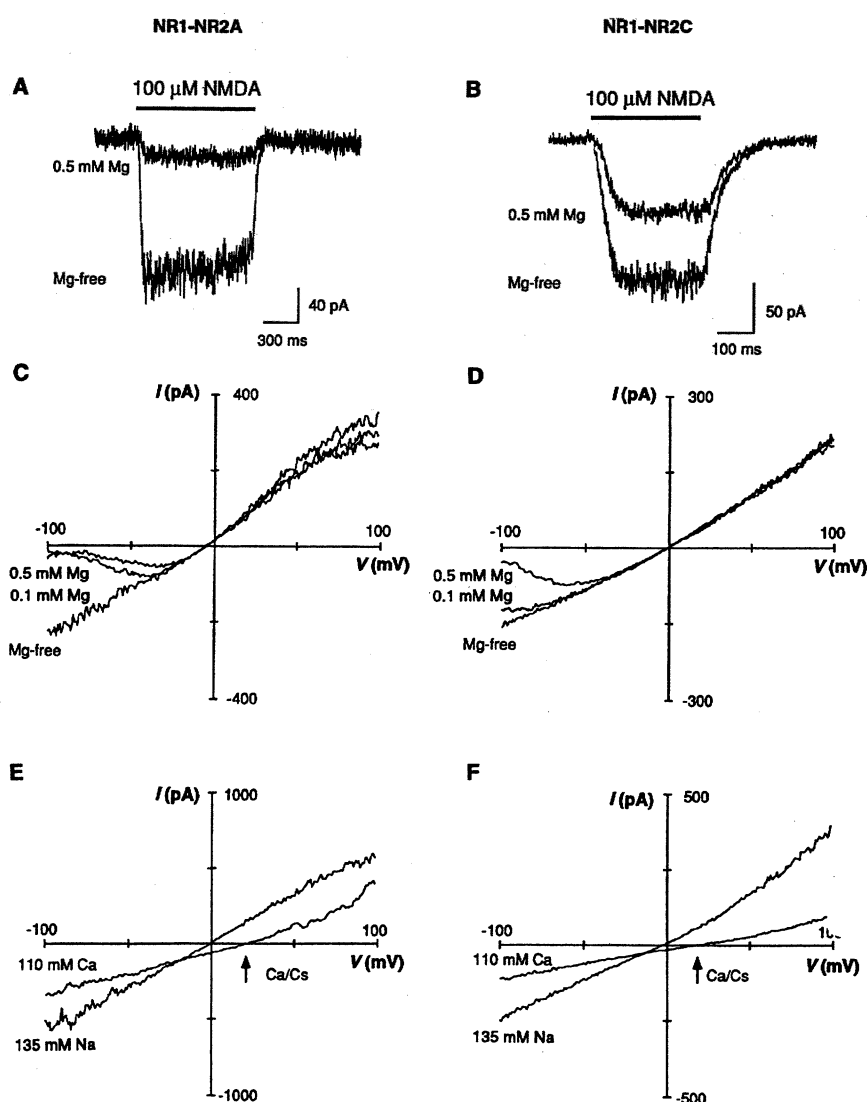 NR1-NR2A
NR1-NR2C
A
100 μM NMDA
0.5 mM Mg
Mg-free
40 pA
300 ms
B
100 μM NMDA
0.5 mM Mg
Mg-free
50 pA
100 ms
C
I (pA)
400
-100
100
V (mV)
0.5 mM Mg
0.1 mM Mg
Mg-free
-400
D
I (pA)
300
-100
100
V (mV)
0.5 mM Mg
0.1 mM Mg
Mg-free
-300
E
I (pA)
1000
-100
100
110 mM Ca
V (mV)
Ca/Cs
135 mM Na
-1000
F
I (pA)
500
-100
110 mM Ca
V (mV)
Ca/Cs
135 mM Na
-500